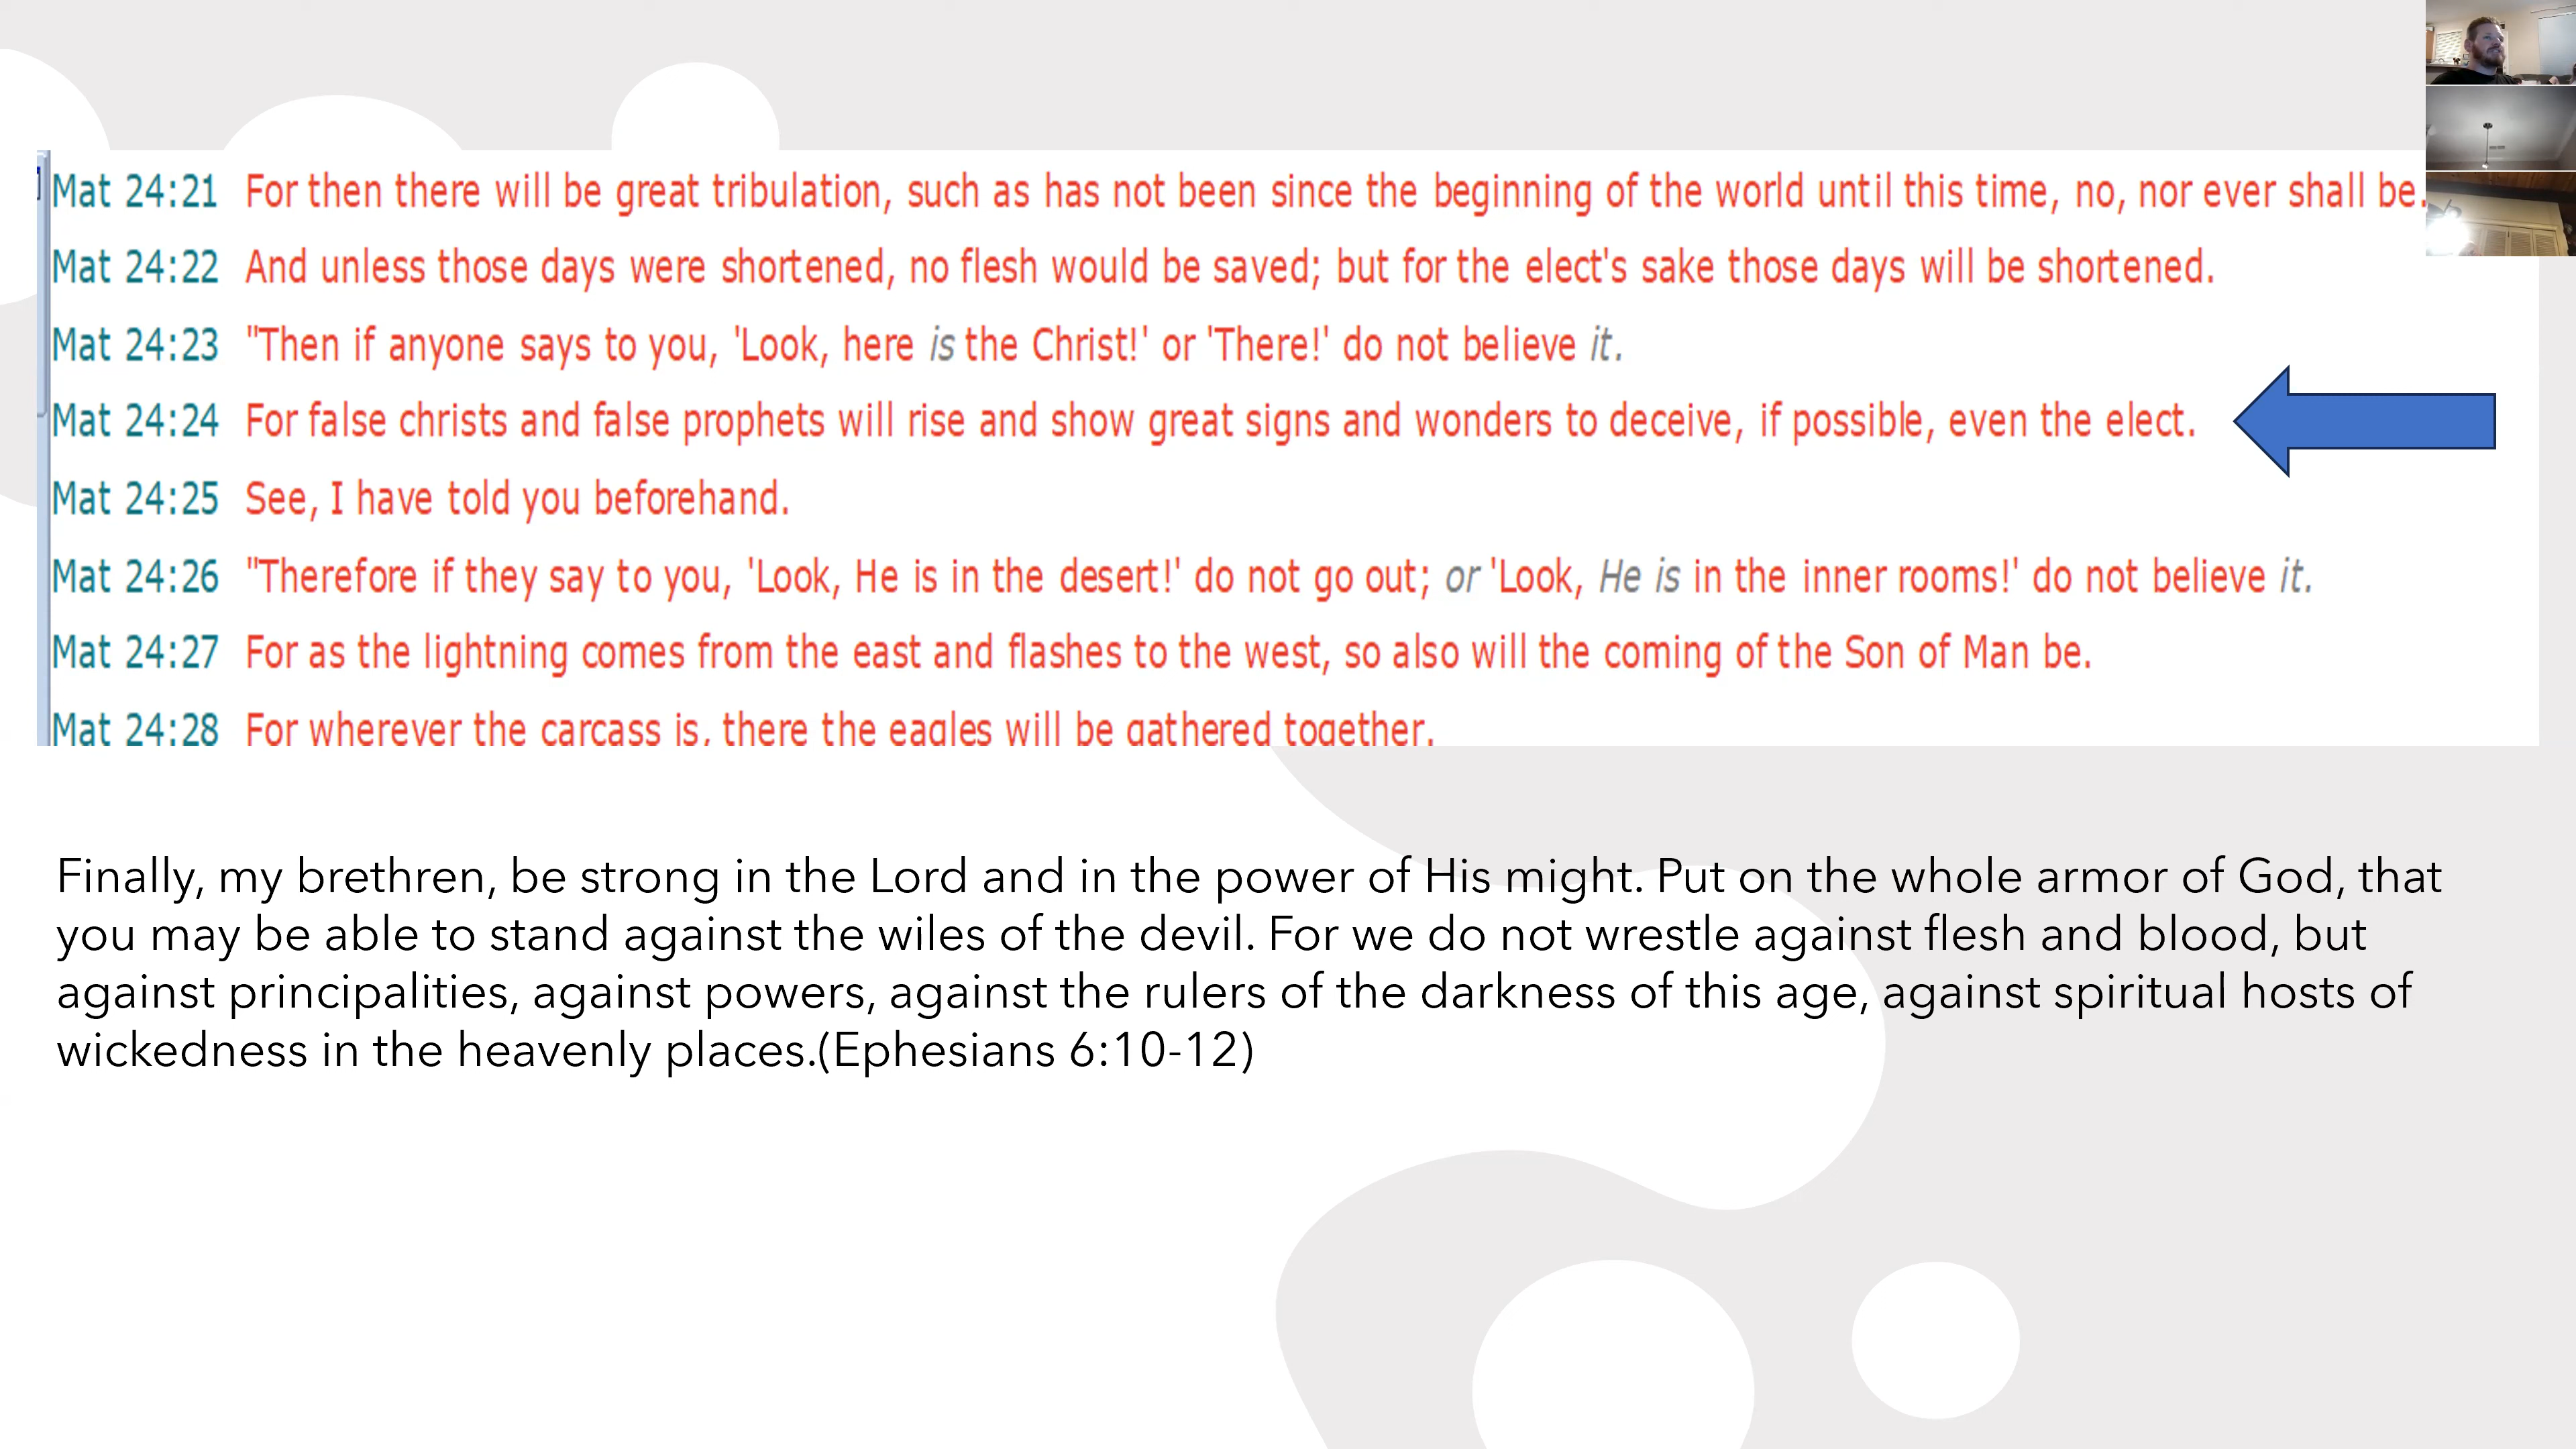 Mat 24:21 For then there will be great tribulation, such as has not been since the beginning of the world until this time, no, nor ever shall be.
Mat 24:22 And unless those days were shortened, no flesh would be saved; but for the elect's sake those days will be shortened.
Mat 24:23 "Then if anyone says to you, 'Look, here is the Christ!' or 'There!' do not believe it.
Mat 24:24 For false christs and false prophets will rise and show great signs and wonders to deceive, if possible, even the elect.
Mat 24:25 See, I have told you beforehand.
Mat 24:26 "Therefore if they say to you, 'Look, He is in the desert!' do not go out; or 'Look, He is in the inner rooms!' do not believe it.
Mat 24:27 For as the lightning comes from the east and flashes to the west, so also will the coming of the Son of Man be.
Mat 24:28 For wherever the carcass is, there the eagles will be gathered together.
Finally, my brethren, be strong in the Lord and in the power of His might. Put on the whole armor of God, that
you may be able to stand against the wiles of the devil. For we do not wrestle against flesh and blood, but
against principalities, against powers, against the rulers of the darkness of this age, against spiritual hosts of
wickedness in the heavenly places.(Ephesians 6:10-12)